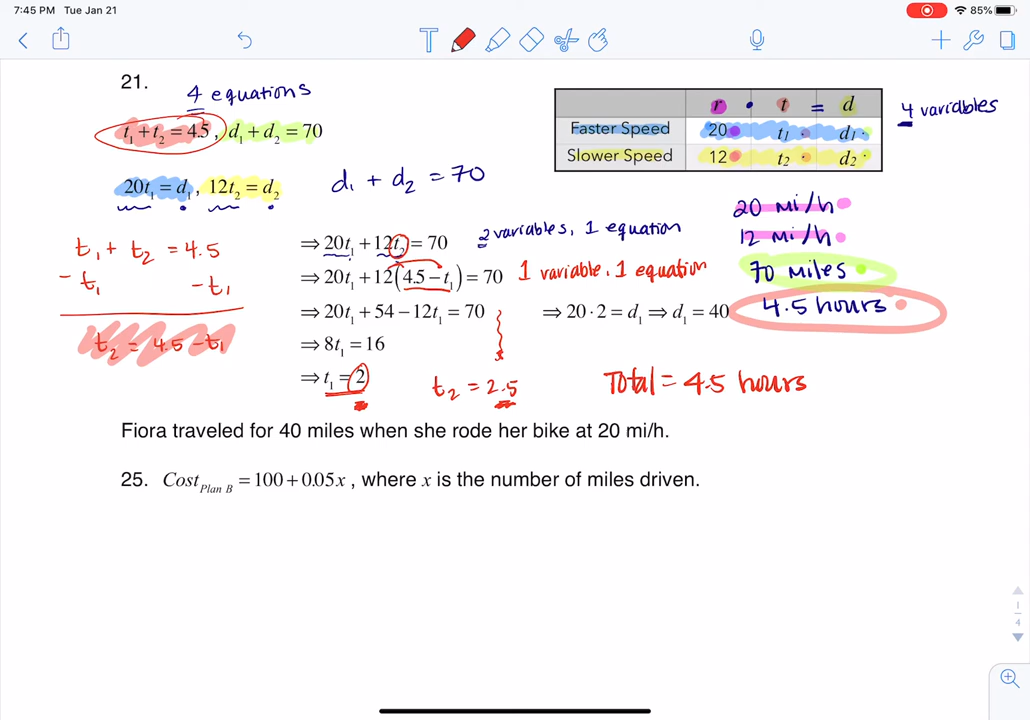 7:45 PM Tue Jan 21
85%
T
21.
4 equations
t₁ + t₂ = 4.5, d₁ + d₂ = 70
20t₁ = d₁, 12t₂ = d₂
d₁ + d₂ = 70
r · t = d
Faster Speed 20 t₁ d₁
Slower Speed 12 t₂ d₂
4 variables
20 mi/h
12 mi/h
70 miles
4.5 hours
t₁ + t₂ = 4.5
- t₁ - t₁
t₂ = 4.5 - t₁
⇒ 20t₁ + 12t₂ = 70
2 variables, 1 equation
⇒ 20t₁ + 12(4.5 - t₁) = 70
1 variable, 1 equation
⇒ 20t₁ + 54 - 12t₁ = 70
⇒ 20 · 2 = d₁ ⇒ d₁ = 40
⇒ 8t₁ = 16
⇒ t₁ = 2
t₂ = 2.5
Total = 4.5 hours
Fiora traveled for 40 miles when she rode her bike at 20 mi/h.
25. Cost Plan B = 100 + 0.05x, where x is the number of miles driven.
1
4